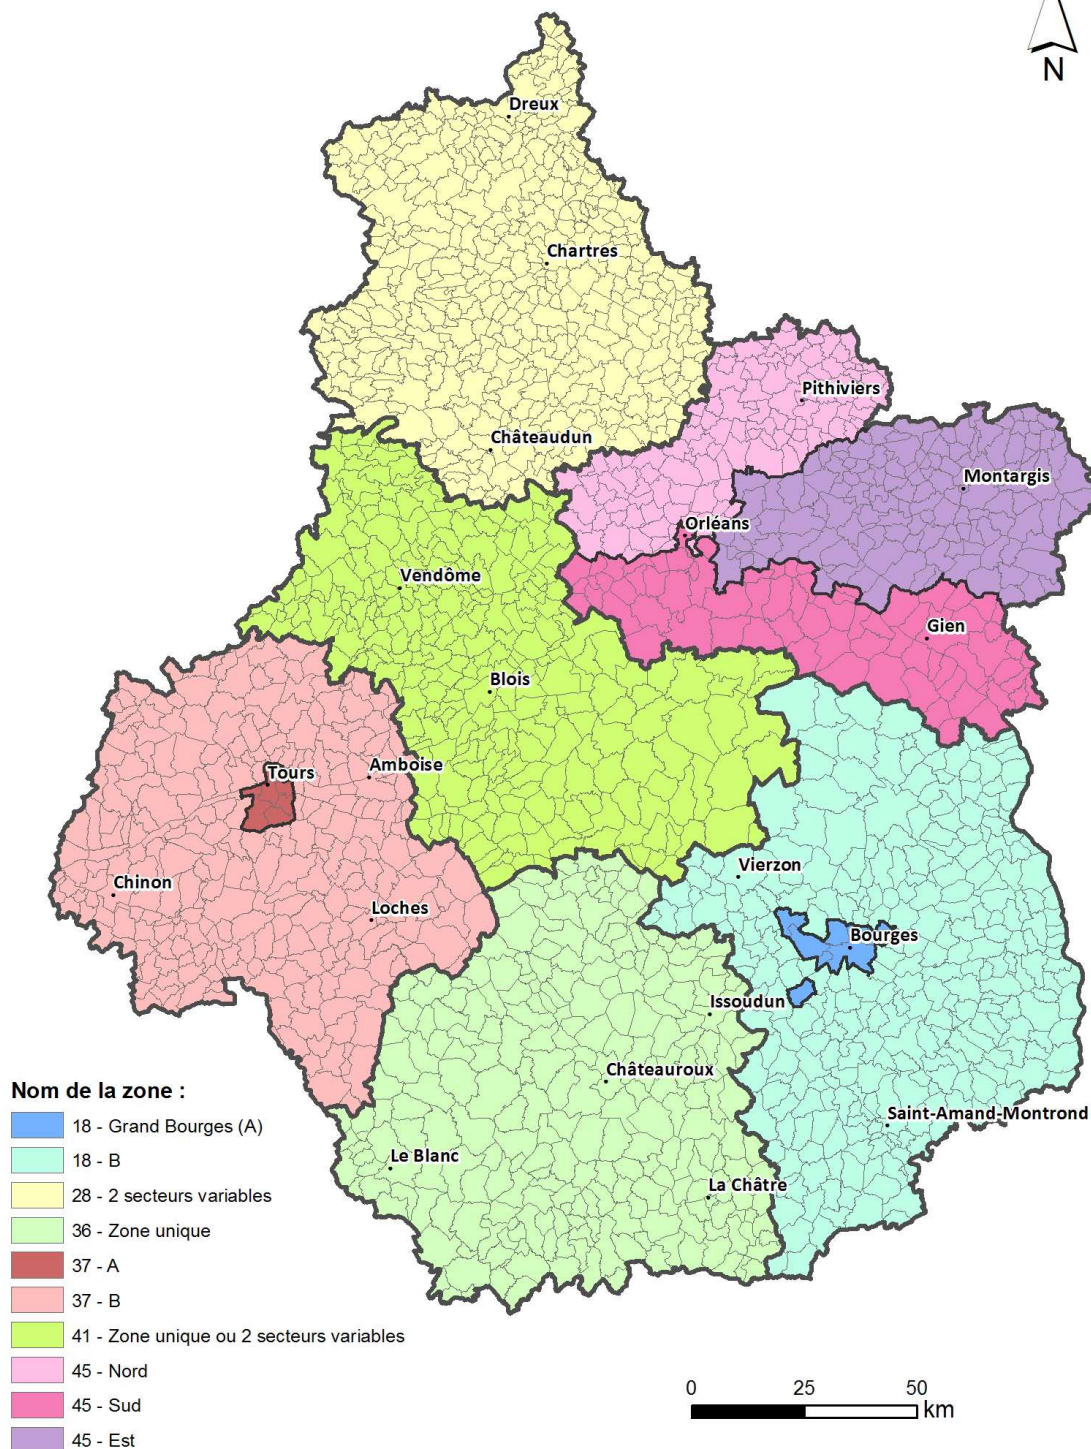 N
Dreux
Chartres
Pithiviers
Châteaudun
Montargis
Orléans
Vendôme
Gien
Blois
Amboise
Tours
Vierzon
Chinon
Loches
Bourges
Issoudun
Châteauroux
Saint-Amand-Montrond
Le Blanc
La Châtre
Nom de la zone :
18 - Grand Bourges (A)
18 - B
28 - 2 secteurs variables
36 - Zone unique
37 - A
37 - B
41 - Zone unique ou 2 secteurs variables
45 - Nord
45 - Sud
45 - Est
0 25 50
km